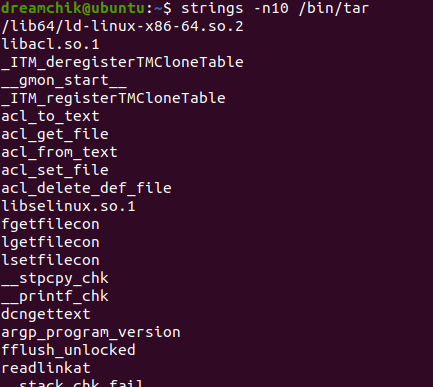 dreamchik@ubuntu:~$ strings -n10 /bin/tar
/lib64/ld-linux-x86-64.so.2
libacl.so.1
_ITM_deregisterTMCloneTable
__gmon_start__
_ITM_registerTMCloneTable
acl_to_text
acl_get_file
acl_from_text
acl_set_file
acl_delete_def_file
libselinux.so.1
fgetfilecon
lgetfilecon
lsetfilecon
__stpcpy_chk
__printf_chk
dcngettext
argp_program_version
fflush_unlocked
readlinkat
__stack_chk_fail